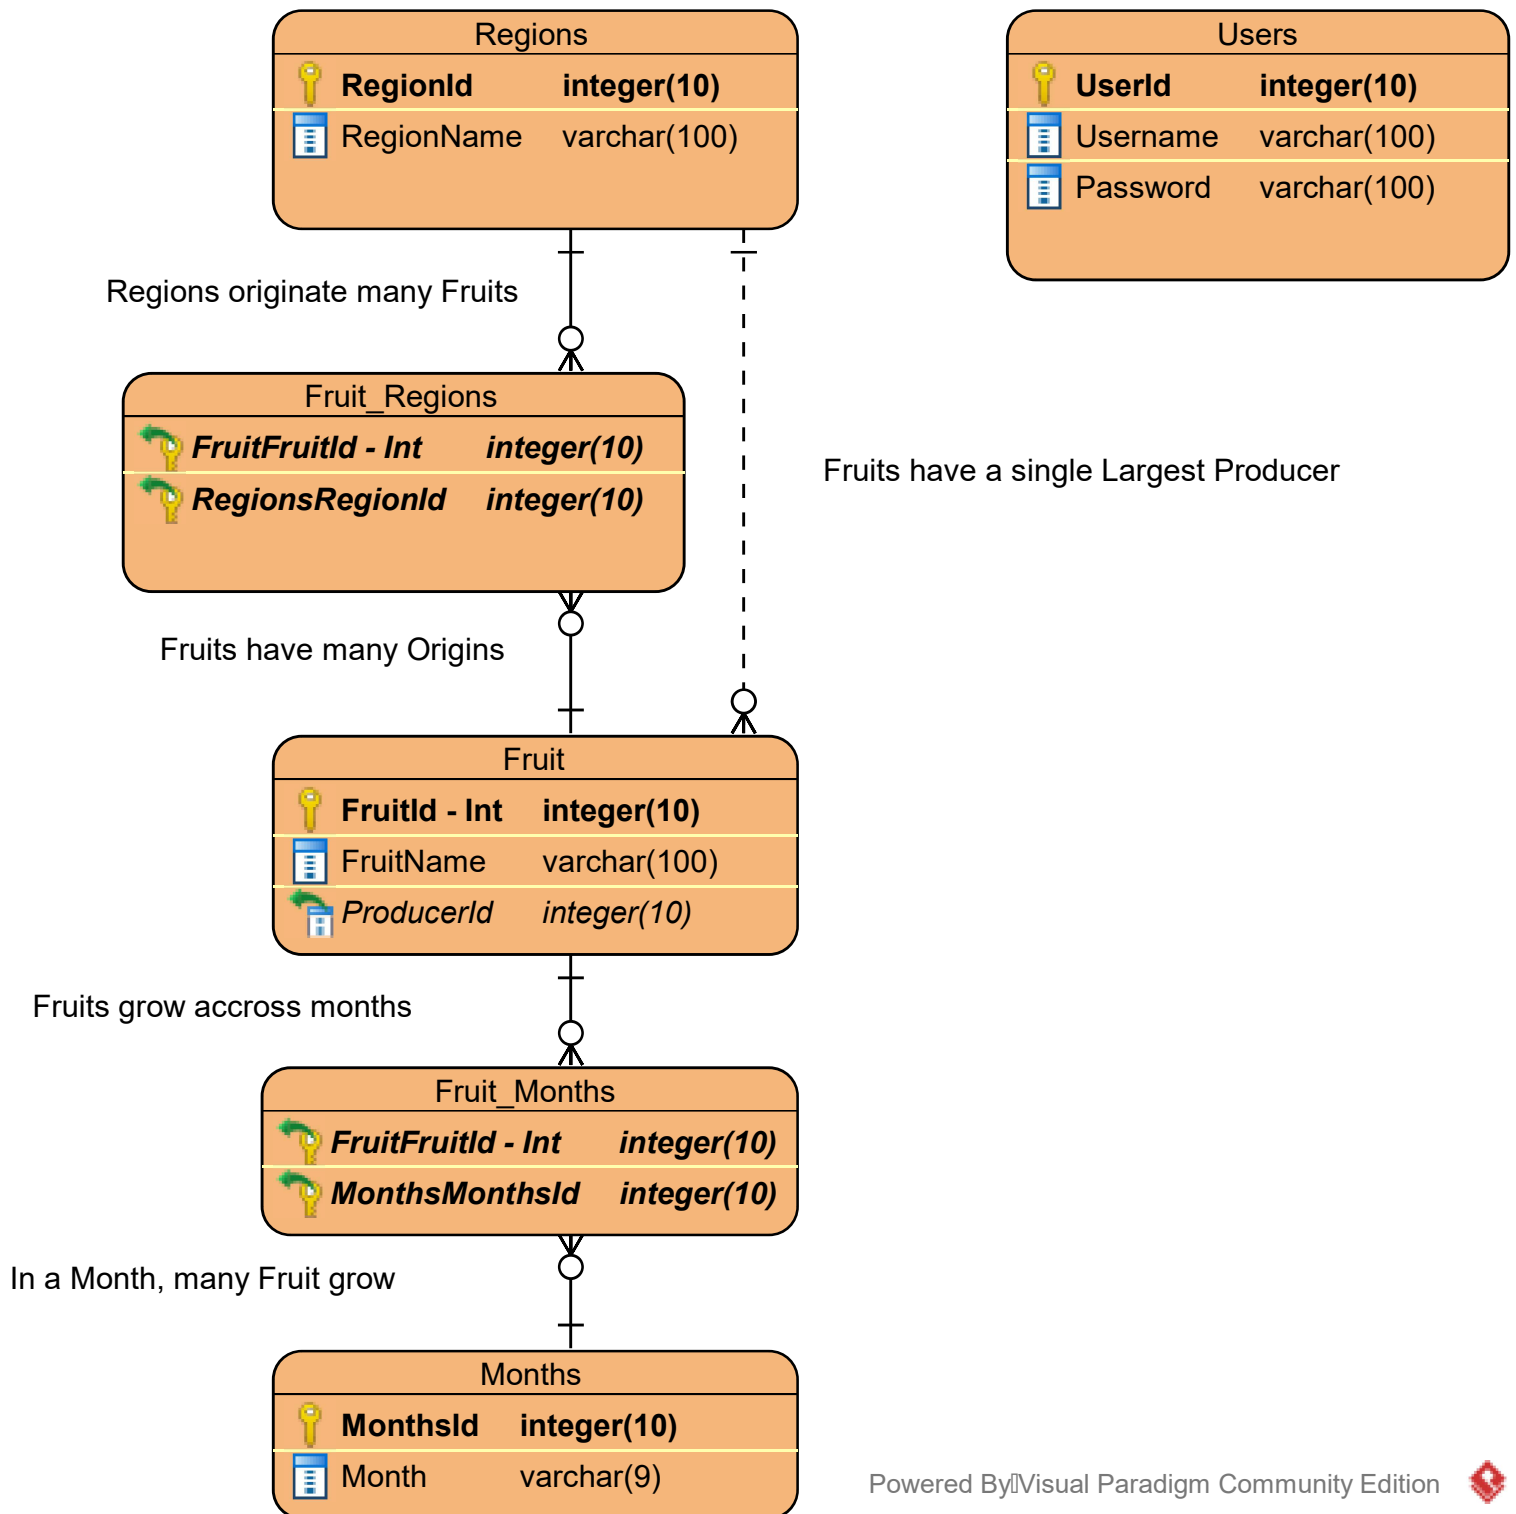 Regions
RegionId integer(10)
RegionName varchar(100)
Users
UserId integer(10)
Username varchar(100)
Password varchar(100)
Regions originate many Fruits
Fruit_Regions
FruitFruitId - Int integer(10)
RegionsRegionId integer(10)
Fruits have a single Largest Producer
Fruits have many Origins
Fruit
FruitId - Int integer(10)
FruitName varchar(100)
ProducerId integer(10)
Fruits grow accross months
Fruit_Months
FruitFruitId - Int integer(10)
MonthsMonthsId integer(10)
In a Month, many Fruit grow
Months
MonthsId integer(10)
Month varchar(9)
Powered By Visual Paradigm Community Edition